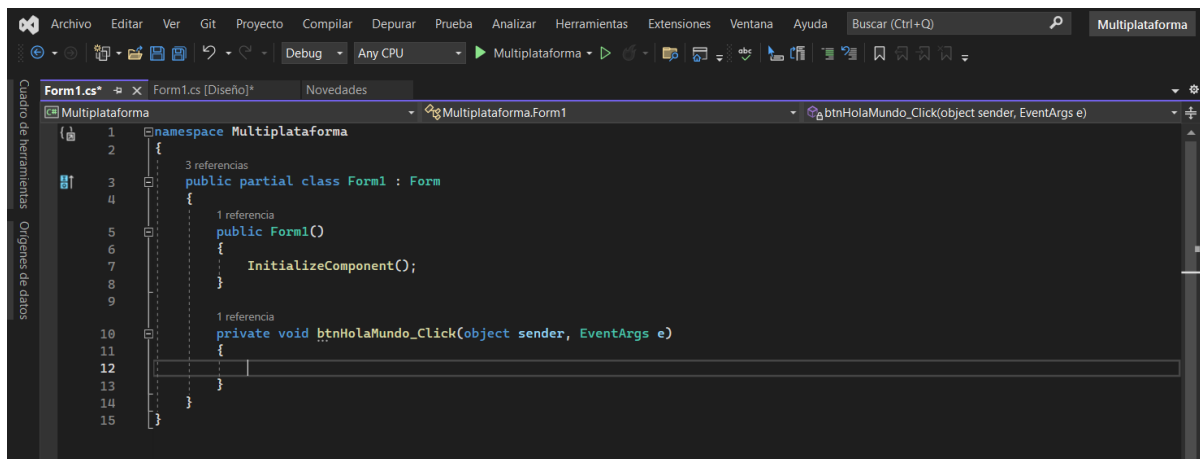 Archivo Editar Ver Git Proyecto Compilar Depurar Prueba Analizar Herramientas Extensiones Ventana Ayuda Buscar (Ctrl+Q) Multiplataforma
Debug Any CPU Multiplataforma abc
Cuadro de herramientas
Orígenes de datos
Form1.cs* Form1.cs [Diseño]* Novedades
C# Multiplataforma Multiplataforma.Form1 btnHolaMundo_Click(object sender, EventArgs e)
1 namespace Multiplataforma
2 {
3 referencias
3 public partial class Form1 : Form
4 {
1 referencia
5 public Form1()
6 {
7 InitializeComponent();
8 }
9
1 referencia
10 private void btnHolaMundo_Click(object sender, EventArgs e)
11 {
12
13 }
14 }
15 }